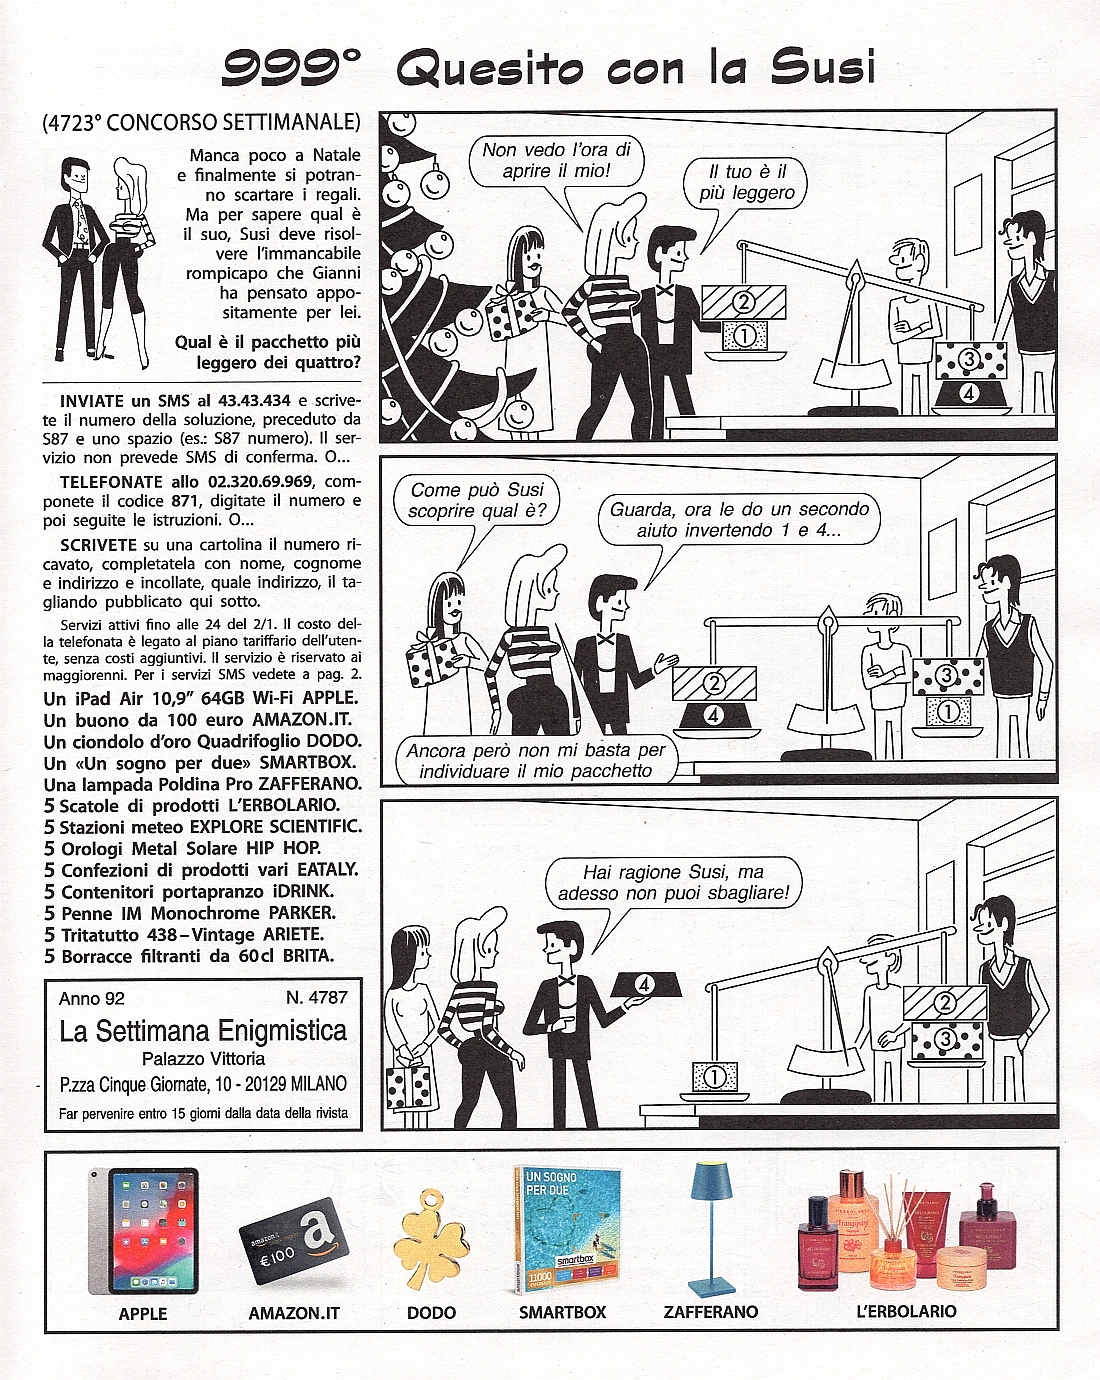 999° Quesito con la Susi
(4723° CONCORSO SETTIMANALE)
Manca poco a Natale
e finalmente si potran-
no scartare i regali.
Ma per sapere qual è
il suo, Susi deve risol-
vere l'immancabile
rompicapo che Gianni
ha pensato appo-
sitamente per lei.
Qual è il pacchetto più
leggero dei quattro?
INVIATE un SMS al 43.43.434 e scrive-
te il numero della soluzione, preceduto da
S87 e uno spazio (es.: S87 numero). Il ser-
vizio non prevede SMS di conferma. O...
TELEFONATE allo 02.320.69.969, com-
ponete il codice 871, digitate il numero e
poi seguite le istruzioni. O...
SCRIVETE su una cartolina il numero ri-
cavato, completatela con nome, cognome
e indirizzo e incollate, quale indirizzo, il ta-
gliando pubblicato qui sotto.
Servizi attivi fino alle 24 del 2/1. Il costo del-
la telefonata è legato al piano tariffario dell'uten-
te, senza costi aggiuntivi. Il servizio è riservato ai
maggiorenni. Per i servizi SMS vedete a pag. 2.
Un iPad Air 10,9" 64GB Wi-Fi APPLE.
Un buono da 100 euro AMAZON.IT.
Un ciondolo d'oro Quadrifoglio DODO.
Un «Un sogno per due» SMARTBOX.
Una lampada Poldina Pro ZAFFERANO.
5 Scatole di prodotti L'ERBOLARIO.
5 Stazioni meteo EXPLORE SCIENTIFIC.
5 Orologi Metal Solare HIP HOP.
5 Confezioni di prodotti vari EATALY.
5 Contenitori portapranzo iDRINK.
5 Penne IM Monochrome PARKER.
5 Tritatutto 438–Vintage ARIETE.
5 Borracce filtranti da 60cl BRITA.
Anno 92 N. 4787
La Settimana Enigmistica
Palazzo Vittoria
P.zza Cinque Giornate, 10 - 20129 MILANO
Far pervenire entro 15 giorni dalla data della rivista
Non vedo l'ora di
aprire il mio!
Il tuo è il
più leggero
2
1
3
4
Come può Susi
scoprire qual è?
Guarda, ora le do un secondo
aiuto invertendo 1 e 4...
2
4
3
1
Ancora però non mi basta per
individuare il mio pacchetto
Hai ragione Susi, ma
adesso non puoi sbagliare!
4
1
2
3
amazon.it
a
€100
UN SOGNO
PER DUE
smartbox
11000
APPLE
AMAZON.IT
DODO
SMARTBOX
ZAFFERANO
L'ERBOLARIO